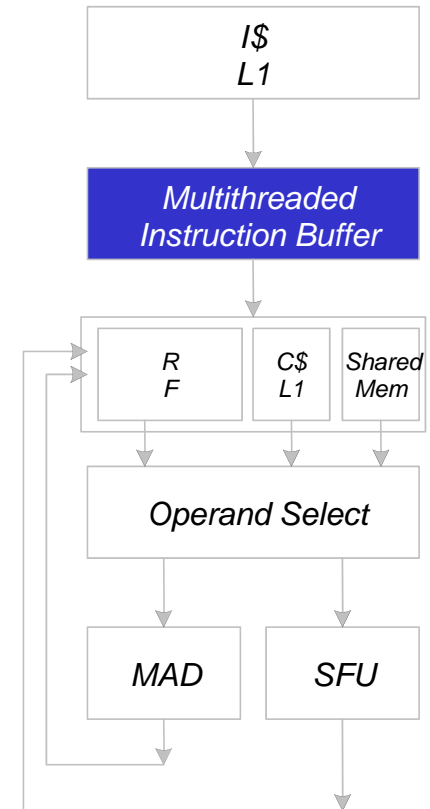 I$
L1
Multithreaded
Instruction Buffer
R
F
C$
L1
Shared
Mem
Operand Select
MAD
SFU